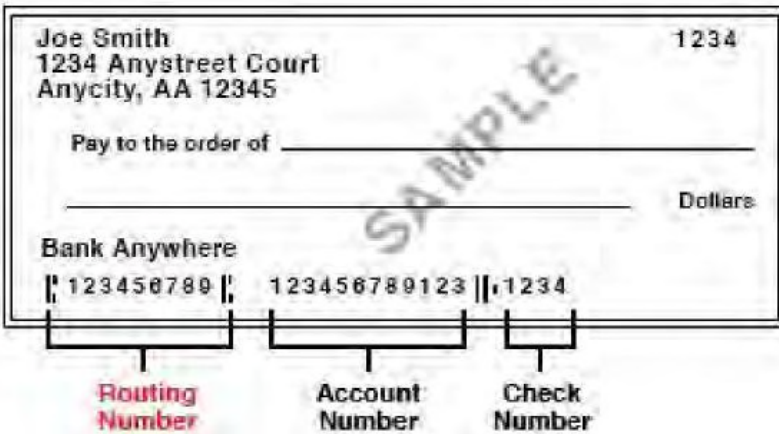 Joe Smith 1234
1234 Anystreet Court
Anycity, AA 12345
SAMPLE
Pay to the order of
Dollars
Bank Anywhere
⑆123456789⑆ 123456789123⑈1234
Routing Number
Account Number
Check Number